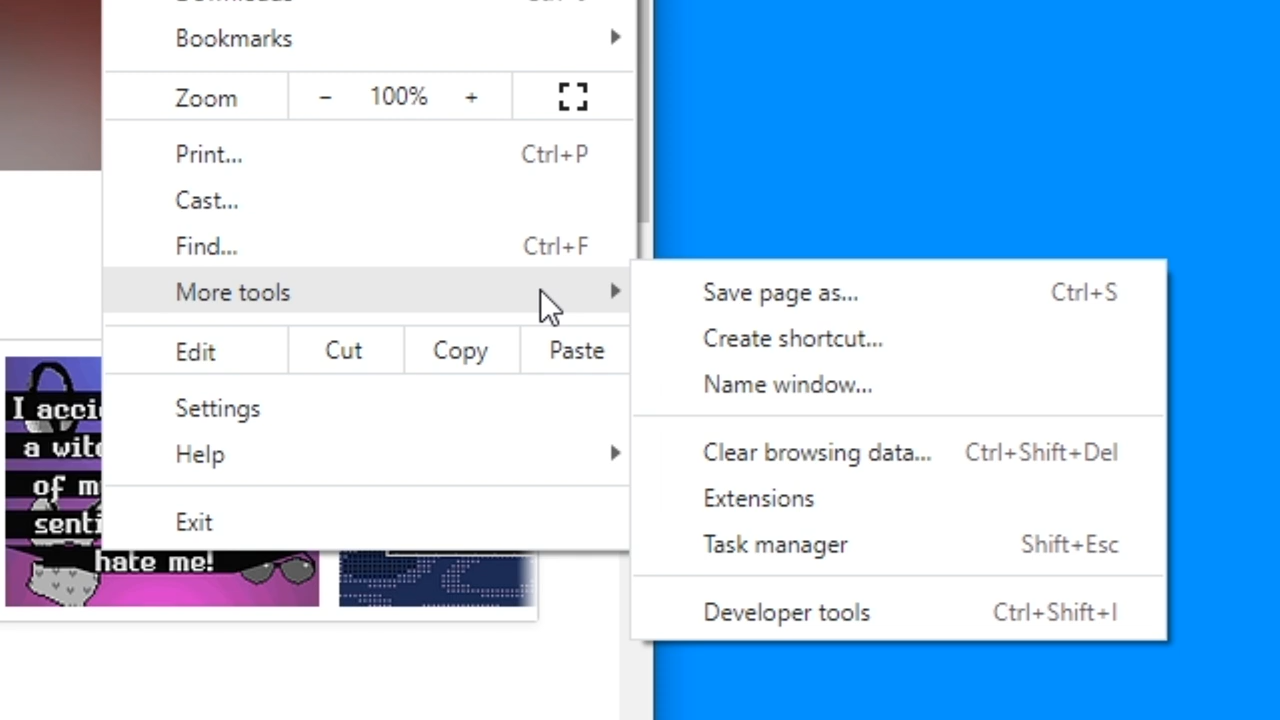 Bookmarks
Zoom - 100% +
Print... Ctrl+P
Cast...
Find... Ctrl+F
More tools
Edit Cut Copy Paste
Settings
Help
Exit
Save page as... Ctrl+S
Create shortcut...
Name window...
Clear browsing data... Ctrl+Shift+Del
Extensions
Task manager Shift+Esc
Developer tools Ctrl+Shift+I
I
a
of
hate me!